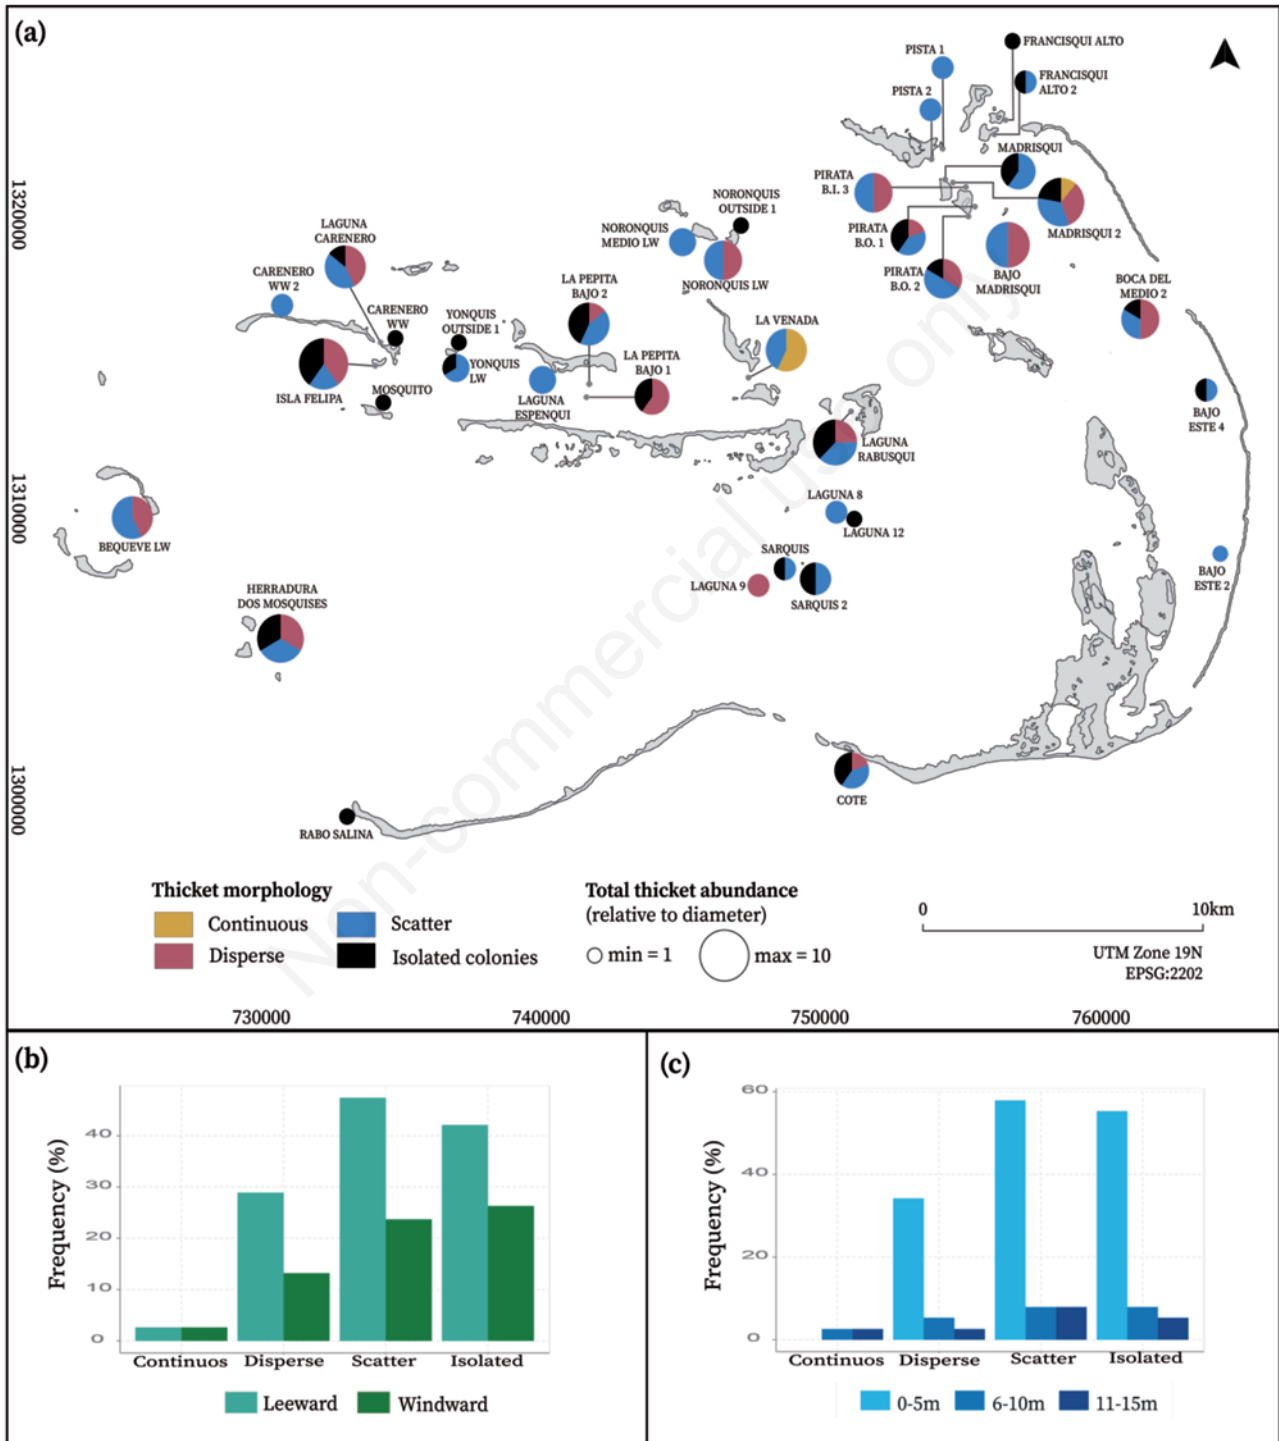 (a)
FRANCISQUI ALTO
PISTA 1
FRANCISQUI
ALTO 2
PISTA 2
MADRISQUI
PIRATA
B.I. 3
NORONQUIS
OUTSIDE 1
MADRISQUI 2
LAGUNA
CARENERO
NORONQUIS
MEDIO LW
PIRATA
B.O. 1
CARENERO
WW 2
LA PEPITA
BAJO 2
NORONQUIS LW
PIRATA
B.O. 2
BAJO
MADRISQUI
BOCA DEL
MEDIO 2
CARENERO
WW
YONQUIS
OUTSIDE 1
LA VENADA
YONQUIS
LW
LA PEPITA
BAJO 1
ISLA FELIPA
MOSQUITO
LAGUNA
ESPENQUI
BAJO
ESTE 4
LAGUNA
RABUSQUI
LAGUNA 8
LAGUNA 12
BEQUEVE LW
SARQUIS
BAJO
ESTE 2
LAGUNA 9
SARQUIS 2
HERRADURA
DOS MOSQUISES
COTE
RABO SALINA
1320000
1310000
1300000
Non-commercial use only
Thicket morphology
Continuous
Scatter
Disperse
Isolated colonies
Total thicket abundance
(relative to diameter)
min = 1
max = 10
0
10km
UTM Zone 19N
EPSG:2202
730000
740000
750000
760000
(b)
Frequency (%)
40
30
20
10
0
Continuos
Disperse
Scatter
Isolated
Leeward
Windward
(c)
Frequency (%)
60
40
20
0
Continuos
Disperse
Scatter
Isolated
0-5m
6-10m
11-15m